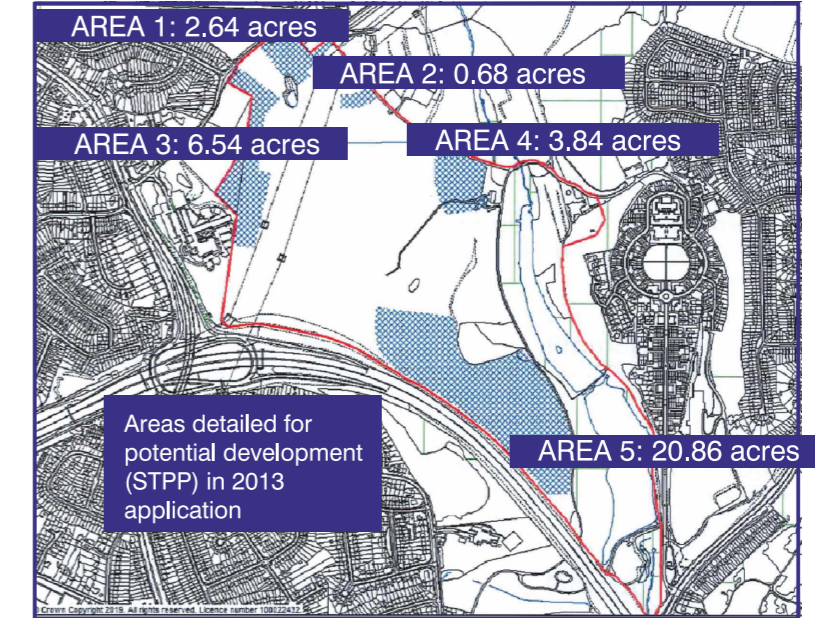 AREA 1: 2.64 acres
AREA 2: 0.68 acres
AREA 3: 6.54 acres
AREA 4: 3.84 acres
AREA 5: 20.86 acres
Areas detailed for
potential development
(STPP) in 2013
application
Crown Copyright 2019. All rights reserved. Licence number 100022432.